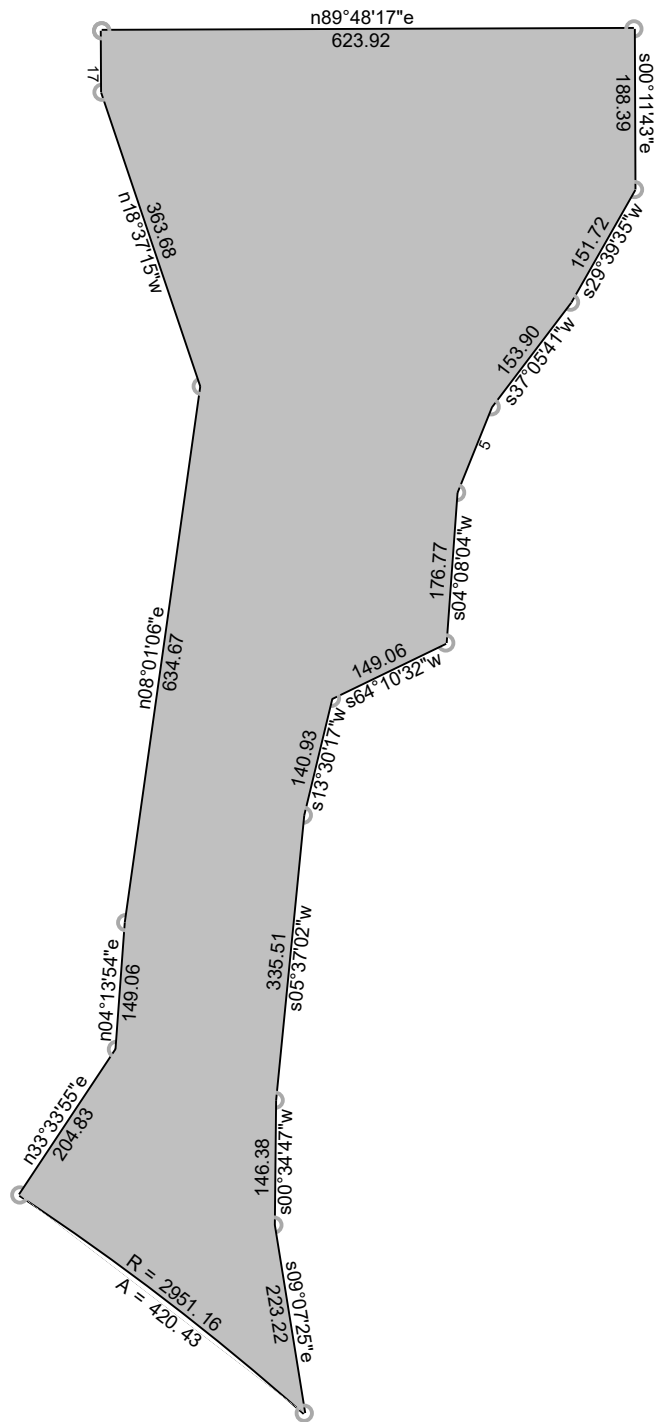 n89°48'17"e
623.92
17
s00°11'43"e
188.39
n18°37'15"w
363.68
151.72
s29°39'35"w
153.90
s37°05'41"w
5
176.77
s04°08'04"w
149.06
s64°10'32"w
n08°01'06"e
634.67
140.93
s13°30'17"w
335.51
s05°37'02"w
n04°13'54"e
149.06
n33°33'55"e
204.83
146.38
s00°34'47"w
R = 2951.16
A = 420.43
s09°07'25"e
223.22